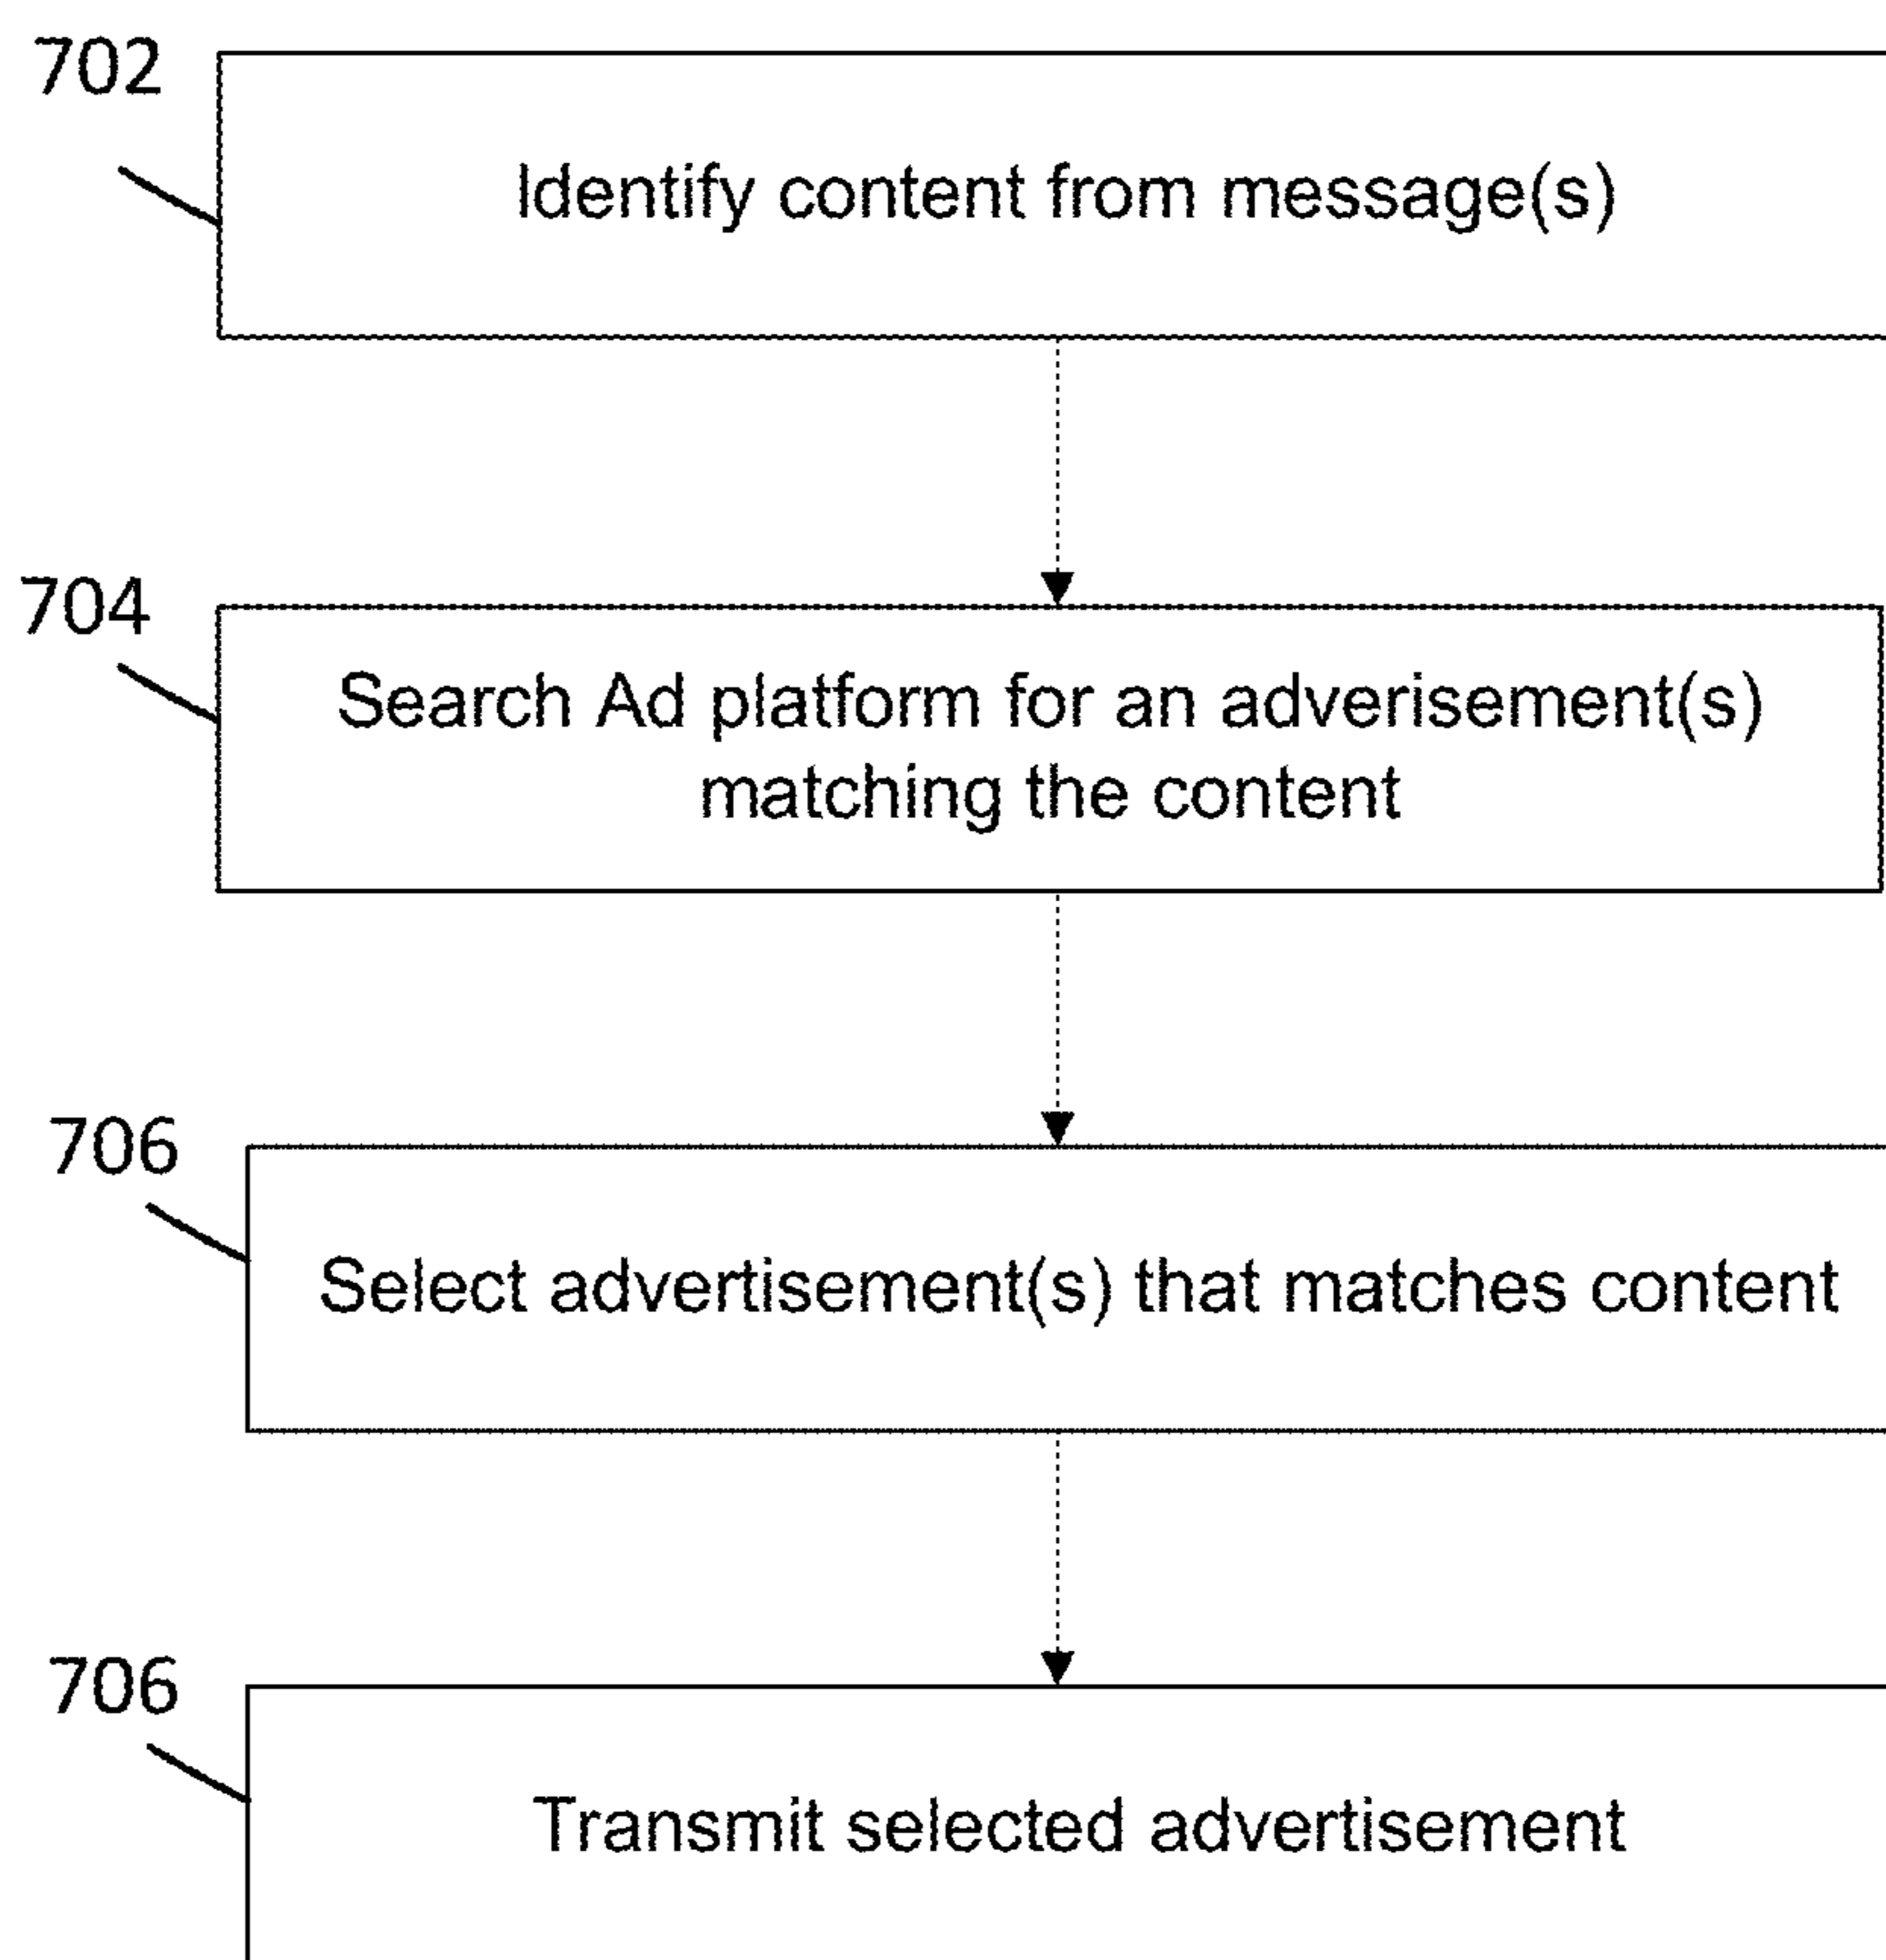 702
Identify content from message(s)
704
Search Ad platform for an adverisement(s)
matching the content
706
Select advertisement(s) that matches content
706
Transmit selected advertisement